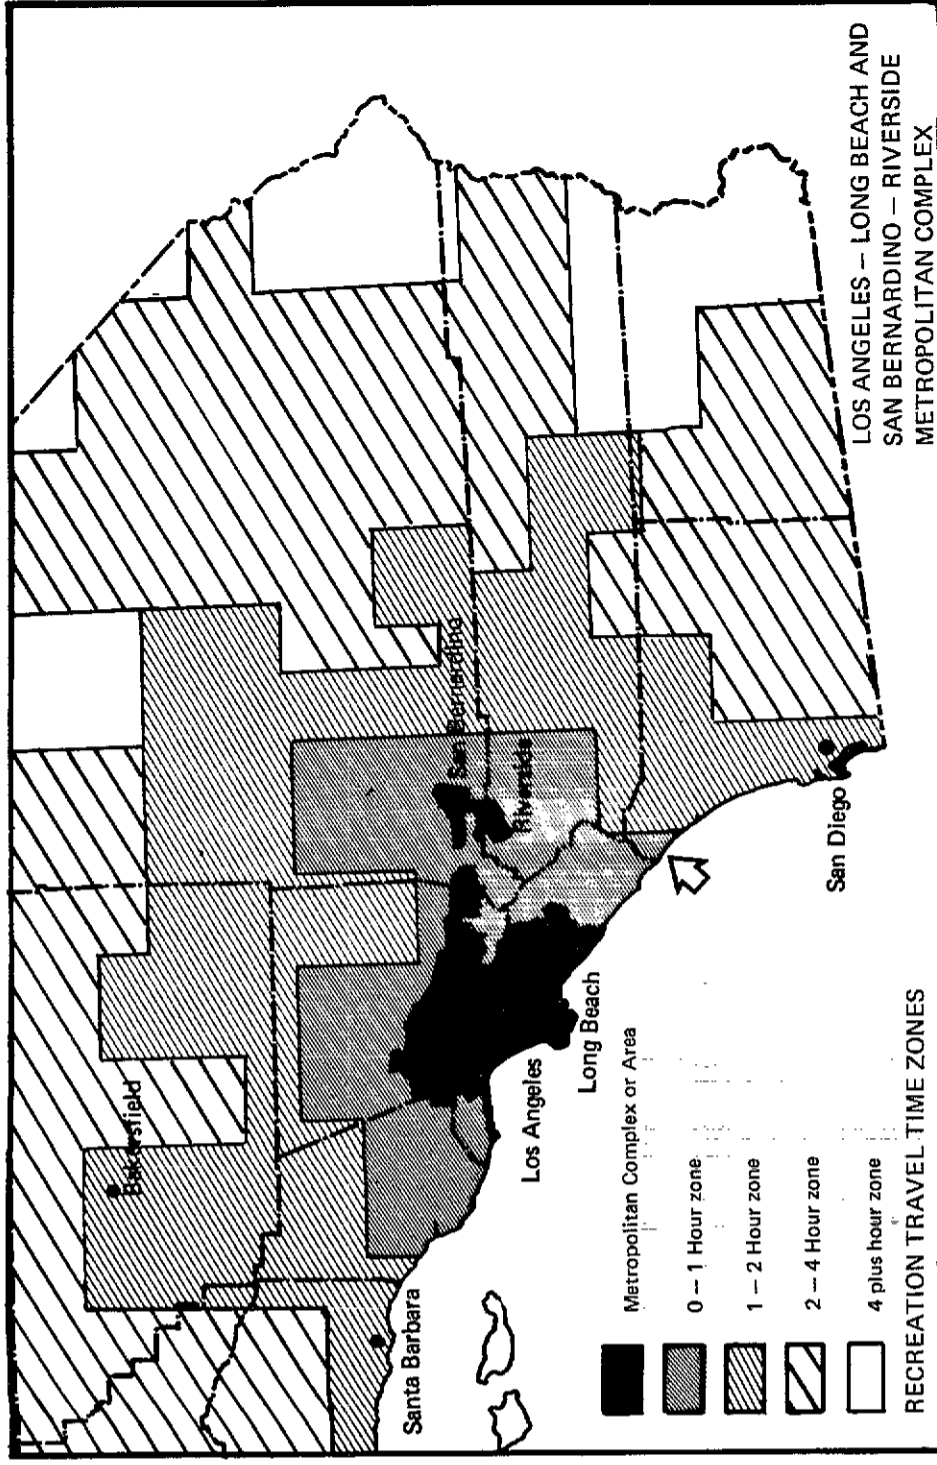 LOS ANGELES – LONG BEACH AND
SAN BERNARDINO – RIVERSIDE
METROPOLITAN COMPLEX
Bakersfield
San Bernardino
Riverside
Santa Barbara
Los Angeles
Long Beach
San Diego
Metropolitan Complex or Area
0 – 1 Hour zone
1 – 2 Hour zone
2 – 4 Hour zone
4 plus hour zone
RECREATION TRAVEL TIME ZONES